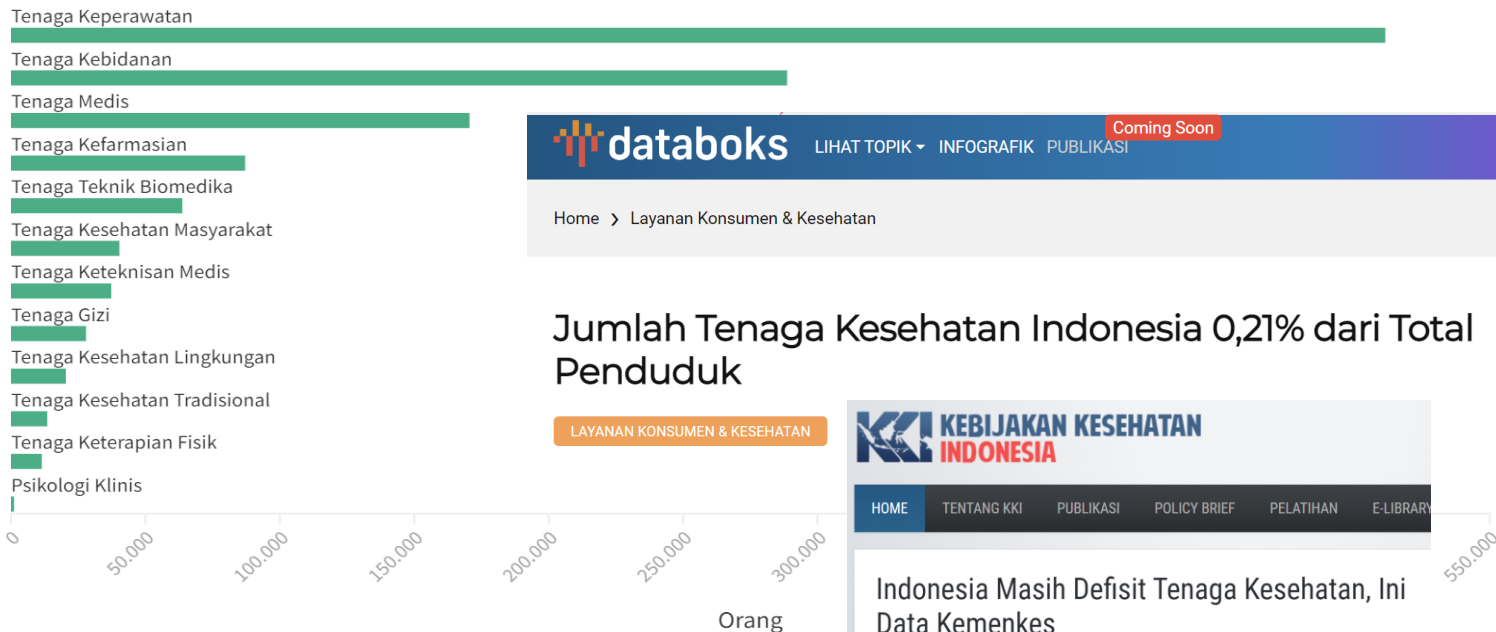 Tenaga Keperawatan
Tenaga Kebidanan
Tenaga Medis
Tenaga Kefarmasian
Tenaga Teknik Biomedika
Tenaga Kesehatan Masyarakat
Tenaga Keteknisan Medis
Tenaga Gizi
Tenaga Kesehatan Lingkungan
Tenaga Kesehatan Tradisional
Tenaga Keterapian Fisik
Psikologi Klinis
0
50.000
100.000
150.000
200.000
250.000
300.000
550.000
Orang
databoks
LIHAT TOPIK
INFOGRAFIK
PUBLIKASI
Coming Soon
Home
Layanan Konsumen & Kesehatan
Jumlah Tenaga Kesehatan Indonesia 0,21% dari Total
Penduduk
LAYANAN KONSUMEN & KESEHATAN
KKI
KEBIJAKAN KESEHATAN
INDONESIA
HOME
TENTANG KKI
PUBLIKASI
POLICY BRIEF
PELATIHAN
E-LIBRARY
Indonesia Masih Defisit Tenaga Kesehatan, Ini
Data Kemenkes